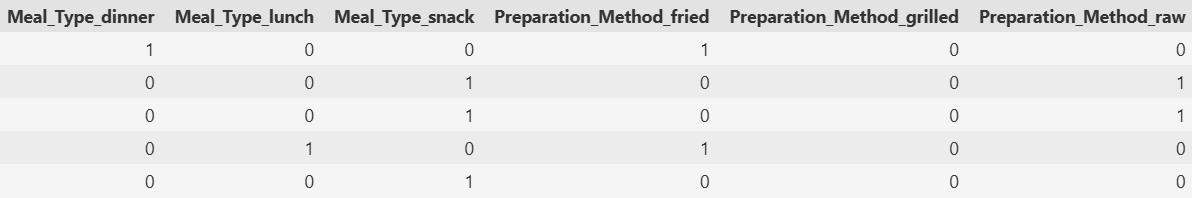 Meal_Type_dinner Meal_Type_lunch Meal_Type_snack Preparation_Method_fried Preparation_Method_grilled Preparation_Method_raw
1 0 0 1 0 0
0 0 1 0 0 1
0 0 1 0 0 1
0 1 0 1 0 0
0 0 1 0 0 0